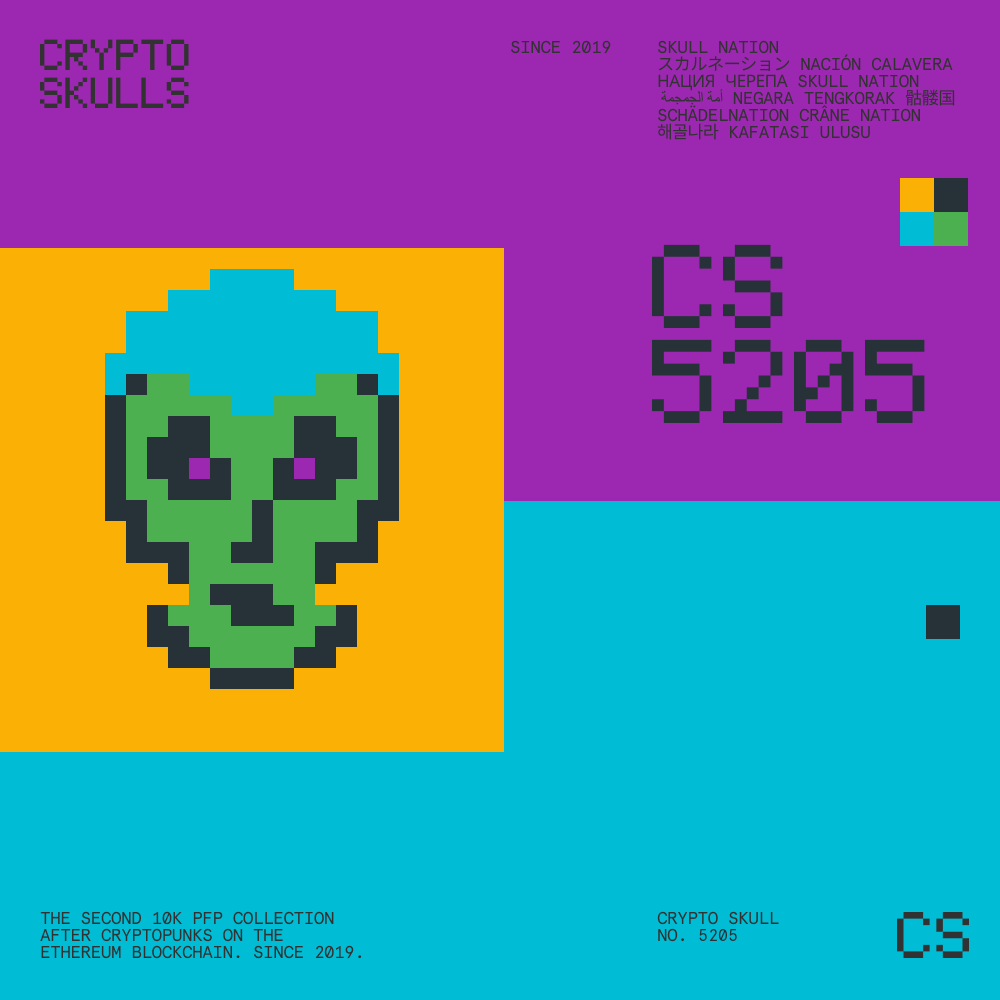 CRYPTO
SKULLS
SINCE 2019
SKULL NATION
スカルネーション NACIÓN CALAVERA
НАЦИЯ ЧЕРЕПА SKULL NATION
أمة الجمجمة NEGARA TENGKORAK 骷髅国
SCHÄDELNATION CRÂNE NATION
해골나라 KAFATASI ULUSU
CS
5205
THE SECOND 10K PFP COLLECTION
AFTER CRYPTOPUNKS ON THE
ETHEREUM BLOCKCHAIN. SINCE 2019.
CRYPTO SKULL
NO. 5205
CS